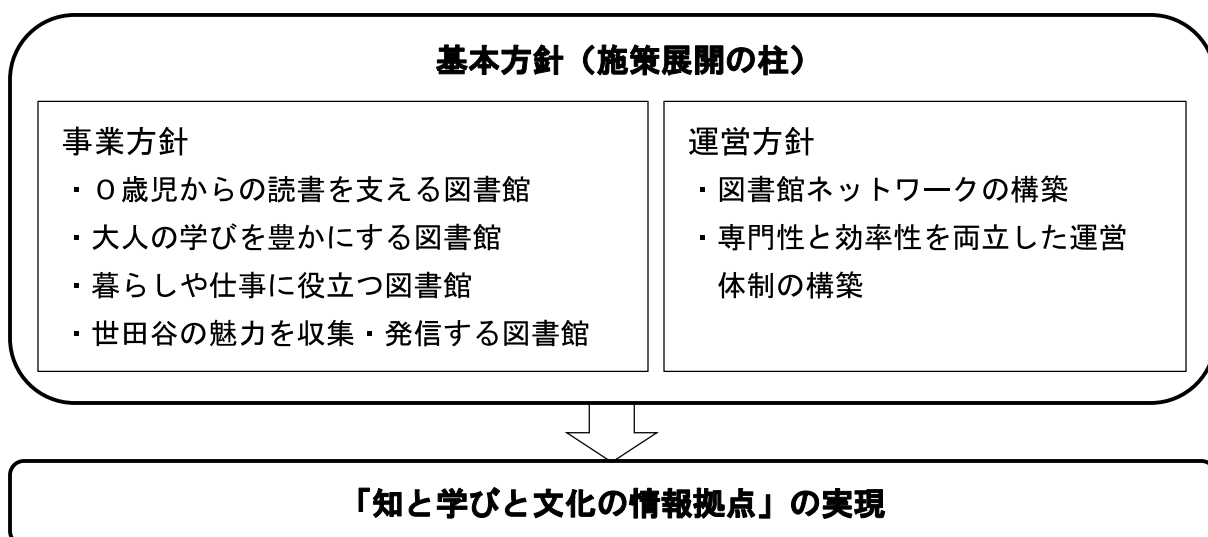 基本方針（施策展開の柱）
事業方針
・０歳児からの読書を支える図書館
・大人の学びを豊かにする図書館
・暮らしや仕事に役立つ図書館
・世田谷の魅力を収集・発信する図書館
運営方針
・図書館ネットワークの構築
・専門性と効率性を両立した運営
体制の構築
「知と学びと文化の情報拠点」の実現